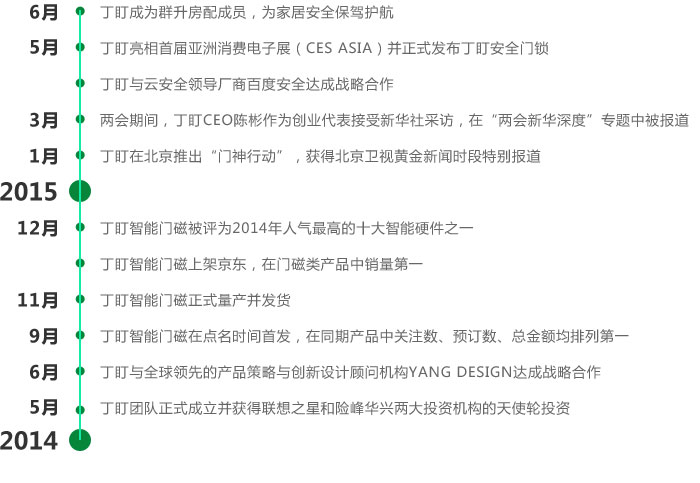 6月 丁盯成为群升房配成员，为家居安全保驾护航
5月 丁盯亮相首届亚洲消费电子展（CES ASIA）并正式发布丁盯安全门锁
丁盯与云安全领导厂商百度安全达成战略合作
3月 两会期间，丁盯CEO陈彬作为创业代表接受新华社采访，在“两会新华深度”专题中被报道
1月 丁盯在北京推出“门神行动”，获得北京卫视黄金新闻时段特别报道
2015
12月 丁盯智能门磁被评为2014年人气最高的十大智能硬件之一
丁盯智能门磁上架京东，在门磁类产品中销量第一
11月 丁盯智能门磁正式量产并发货
9月 丁盯智能门磁在点名时间首发，在同期产品中关注数、预订数、总金额均排列第一
6月 丁盯与全球领先的产品策略与创新设计顾问机构YANG DESIGN达成战略合作
5月 丁盯团队正式成立并获得联想之星和险峰华兴两大投资机构的天使轮投资
2014